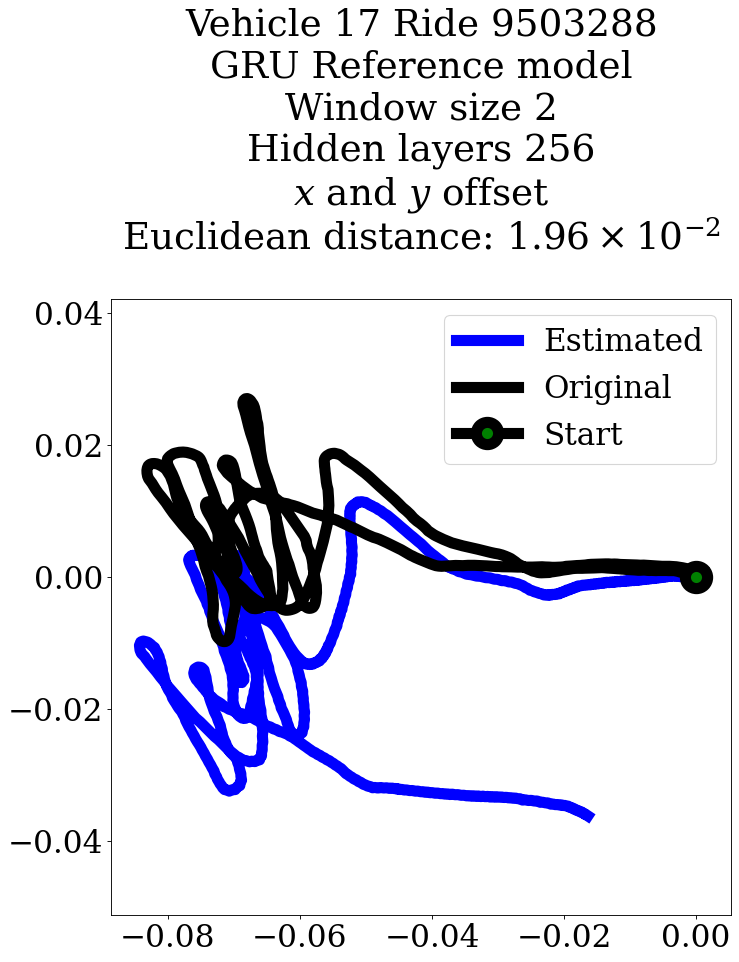 Vehicle 17 Ride 9503288
GRU Reference model
Window size 2
Hidden layers 256
x and y offset
Euclidean distance: 1.96 × 10⁻²
Estimated
Original
Start
0.04
0.02
0.00
−0.02
−0.04
−0.08 −0.06 −0.04 −0.02 0.00